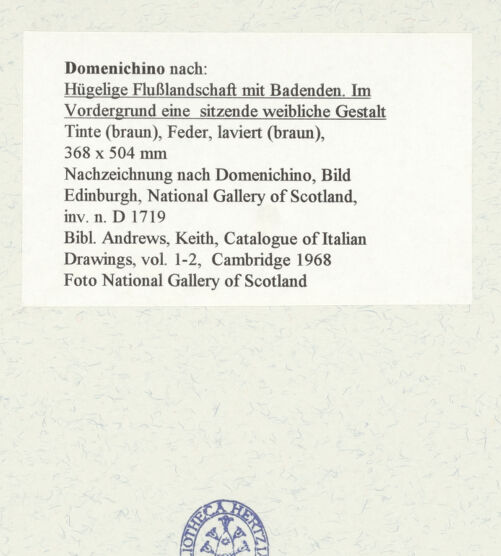 Domenichino nach:
Hügelige Flußlandschaft mit Badenden. Im
Vordergrund eine sitzende weibliche Gestalt
Tinte (braun), Feder, laviert (braun),
368 x 504 mm
Nachzeichnung nach Domenichino, Bild
Edinburgh, National Gallery of Scotland,
inv. n. D 1719
Bibl. Andrews, Keith, Catalogue of Italian
Drawings, vol. 1-2, Cambridge 1968
Foto National Gallery of Scotland